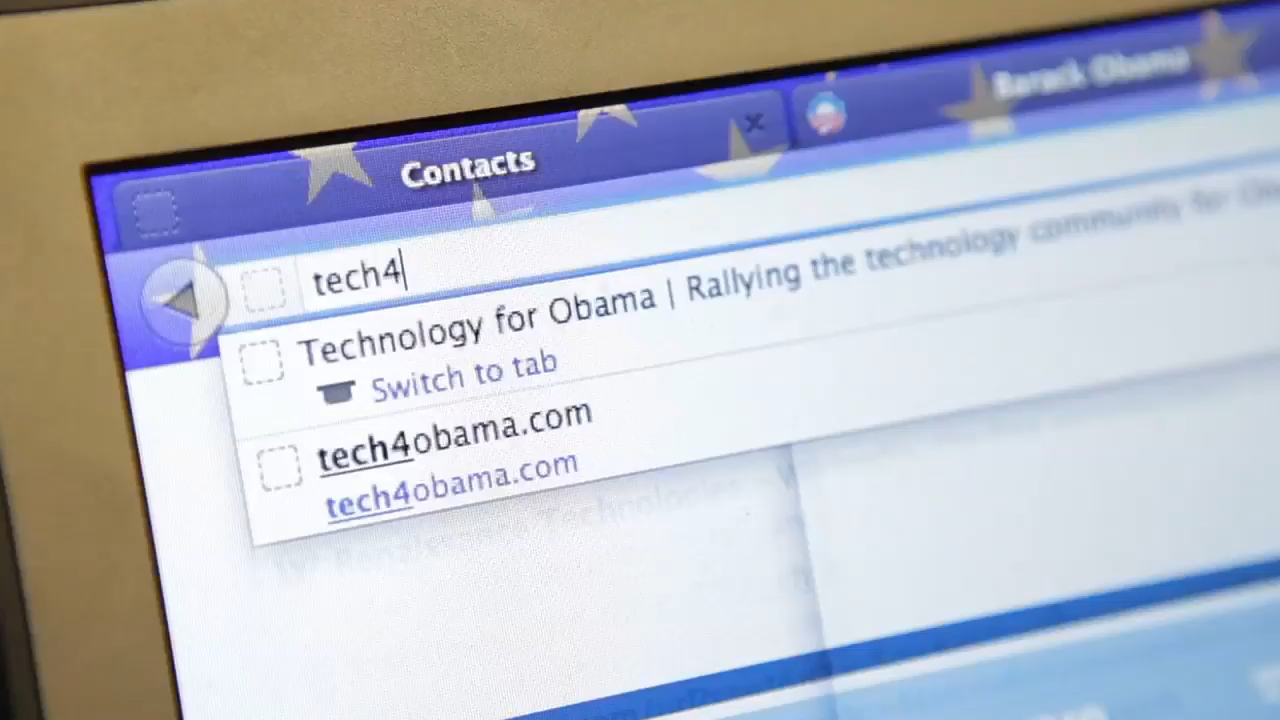 Contacts
Barack Obama
tech4
Technology for Obama | Rallying the technology community for
Switch to tab
tech4obama.com
tech4obama.com